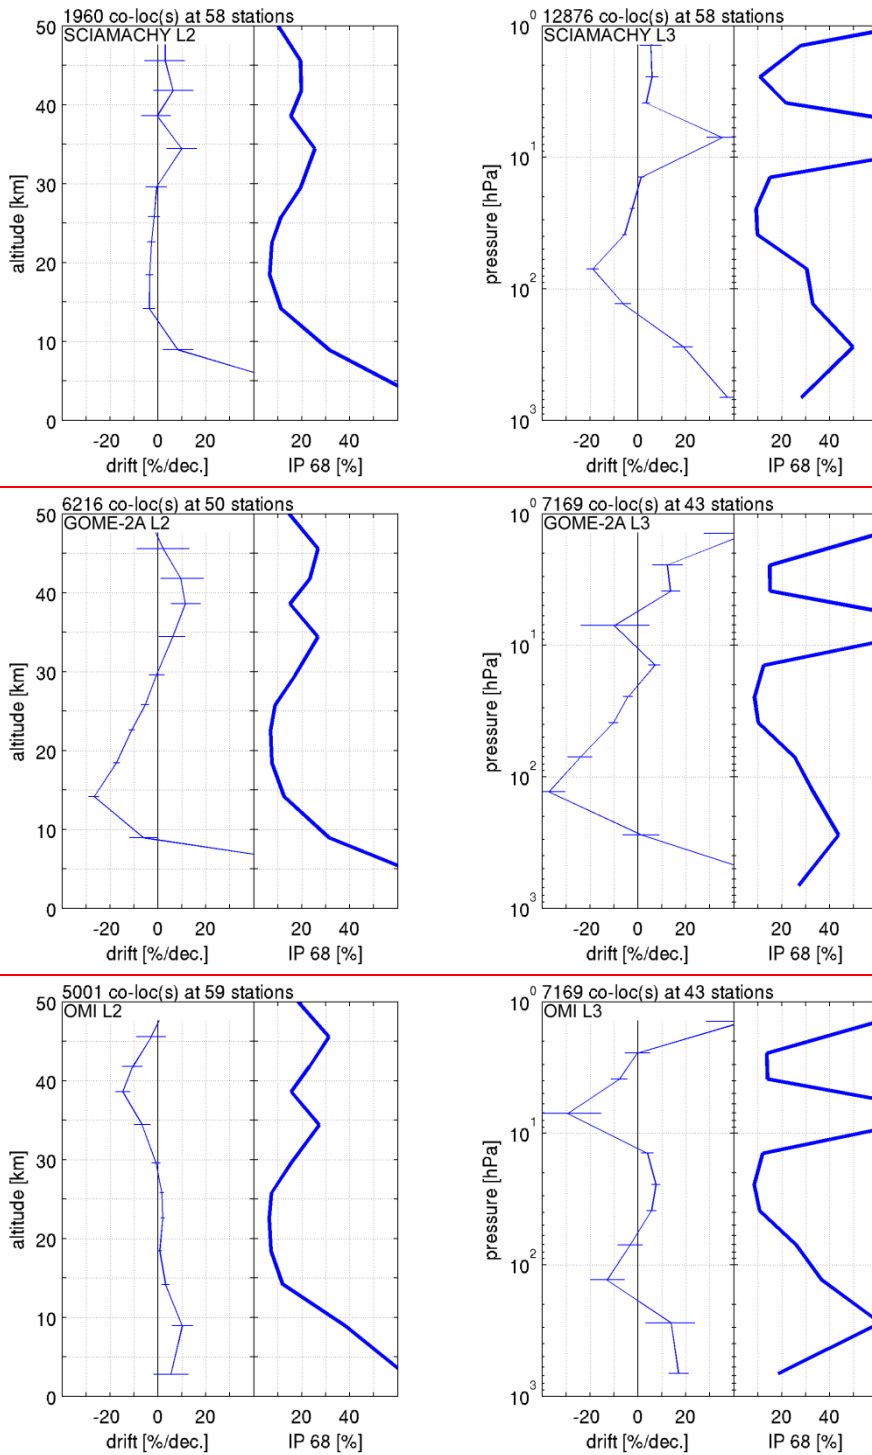 1960 co-loc(s) at 58 stations
SCIAMACHY L2
50
40
30
20
10
0
altitude [km]
-20 0 20
drift [%/dec.]
20 40
IP 68 [%]
12876 co-loc(s) at 58 stations
SCIAMACHY L3
10 0
10 1
10 2
10 3
pressure [hPa]
-20 0 20
drift [%/dec.]
20 40
IP 68 [%]
6216 co-loc(s) at 50 stations
GOME-2A L2
50
40
30
20
10
0
altitude [km]
-20 0 20
drift [%/dec.]
20 40
IP 68 [%]
7169 co-loc(s) at 43 stations
GOME-2A L3
10 0
10 1
10 2
10 3
pressure [hPa]
-20 0 20
drift [%/dec.]
20 40
IP 68 [%]
5001 co-loc(s) at 59 stations
OMI L2
50
40
30
20
10
0
altitude [km]
-20 0 20
drift [%/dec.]
20 40
IP 68 [%]
7169 co-loc(s) at 43 stations
OMI L3
10 0
10 1
10 2
10 3
pressure [hPa]
-20 0 20
drift [%/dec.]
20 40
IP 68 [%]